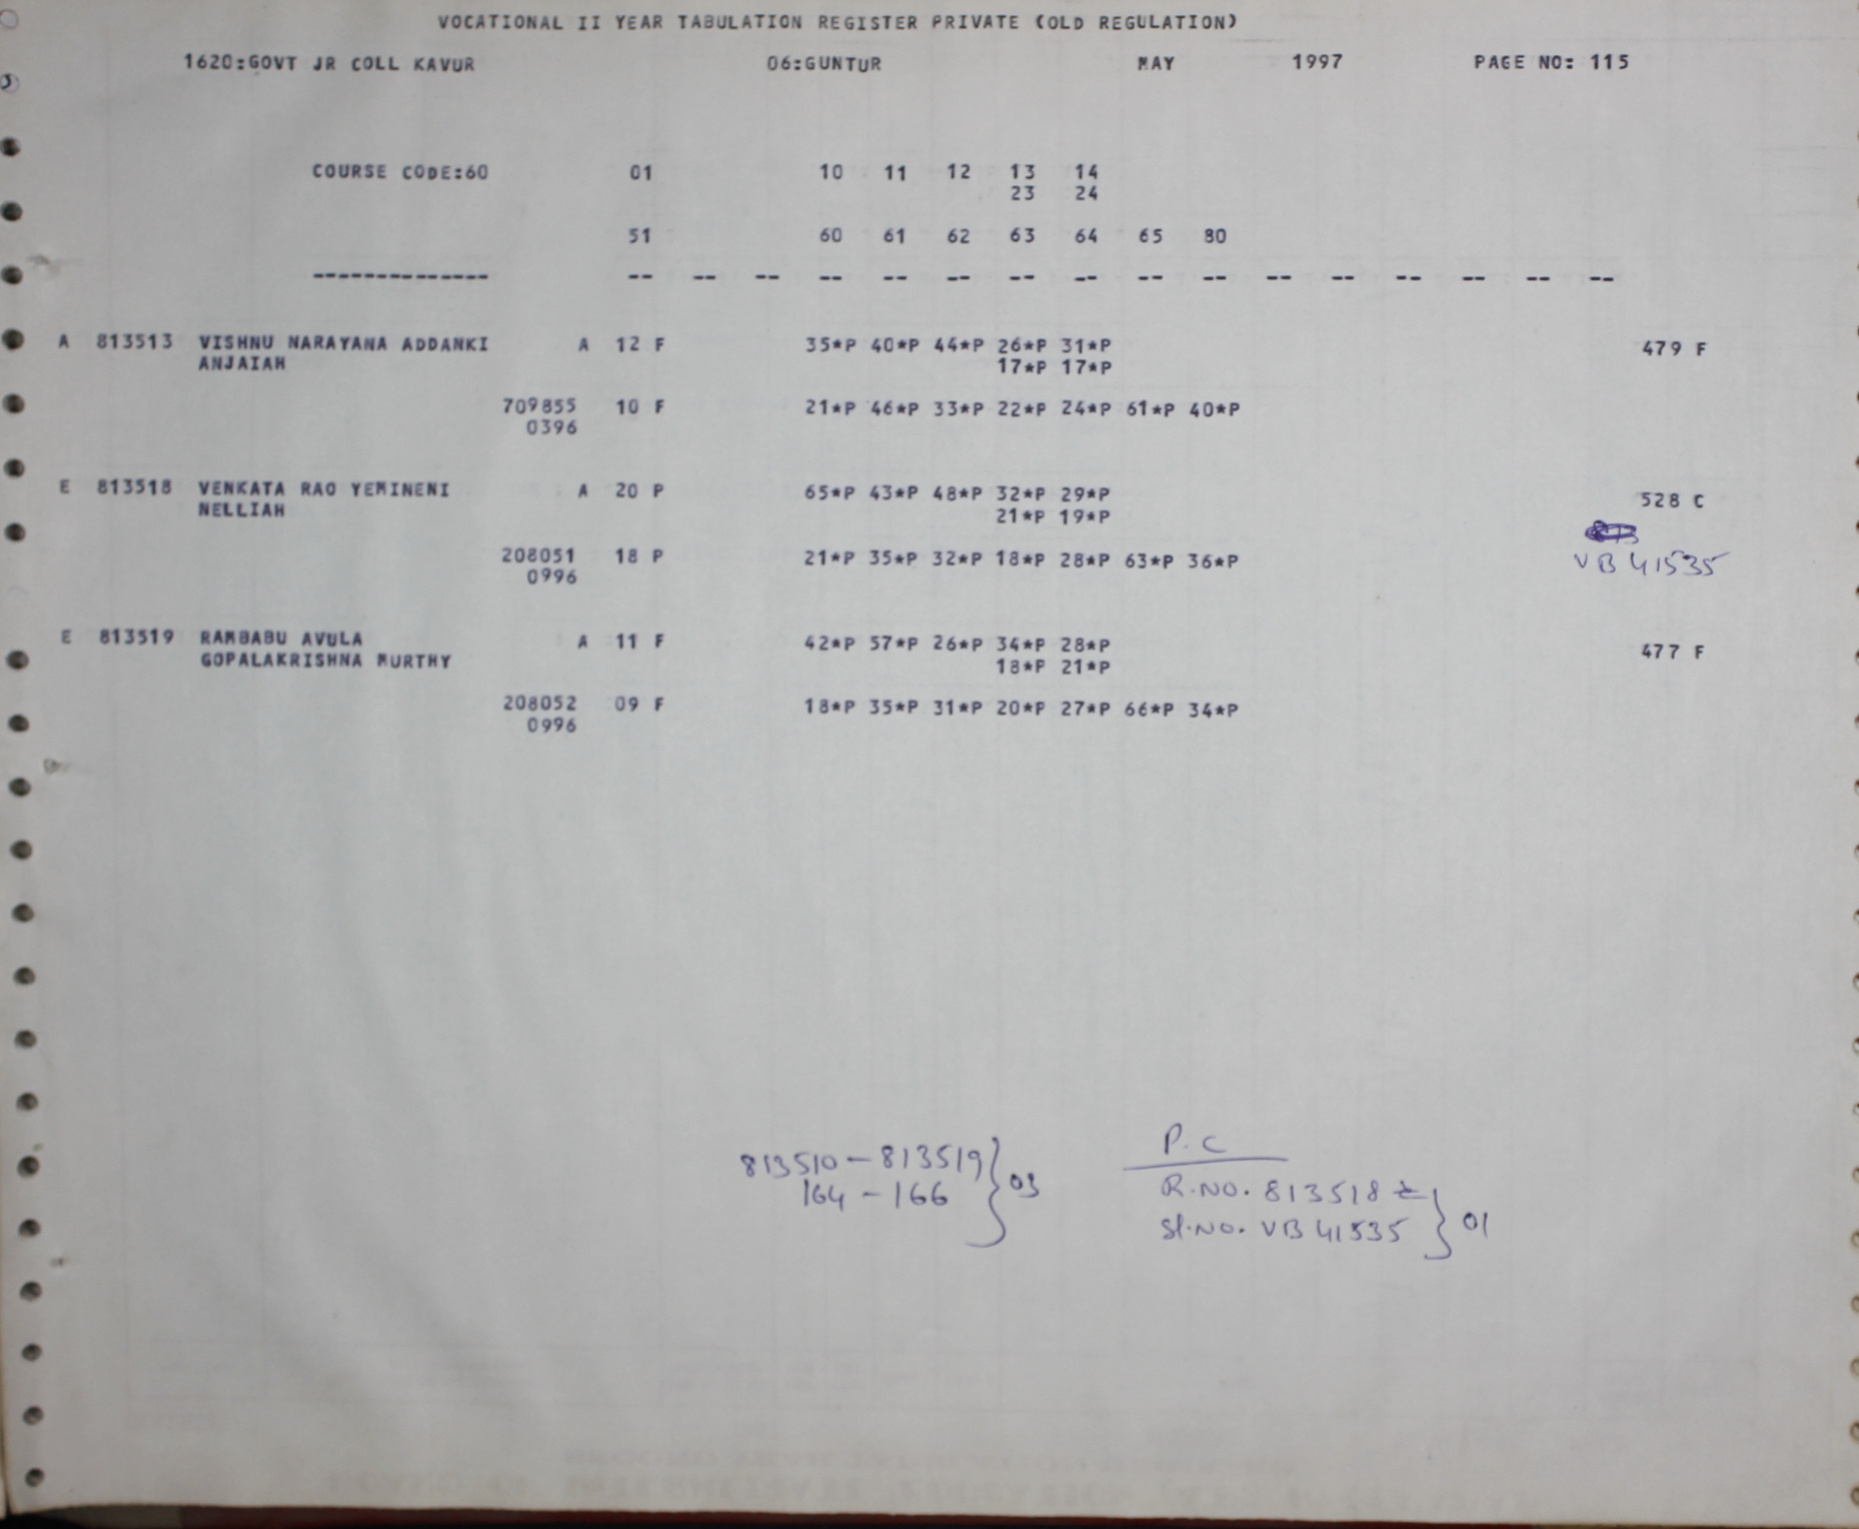 VOCATIONAL II YEAR TABULATION REGISTER PRIVATE (OLD REGULATION)
1620:GOVT JR COLL KAVUR 06:GUNTUR MAY 1997 PAGE NO: 115
COURSE CODE:60 01 10 11 12 13 14
23 24
51 60 61 62 63 64 65 80
-------------- -- -- -- -- -- -- -- -- -- -- -- -- -- -- -- --
A 813513 VISHNU NARAYANA ADDANKI A 12 F 35*P 40*P 44*P 26*P 31*P 479 F
ANJAIAH 17*P 17*P
709855 10 F 21*P 46*P 33*P 22*P 24*P 61*P 40*P
0396
E 813518 VENKATA RAO YEMINENI A 20 P 65*P 43*P 48*P 32*P 29*P 528 C
NELLIAH 21*P 19*P
208051 18 P 21*P 35*P 32*P 18*P 28*P 63*P 36*P VB 41535
0996
E 813519 RAMBABU AVULA A 11 F 42*P 57*P 26*P 34*P 28*P 477 F
GOPALAKRISHNA MURTHY 18*P 21*P
208052 09 F 18*P 35*P 31*P 20*P 27*P 66*P 34*P
0996
P.C
813510 - 813519 } 03
164 - 166
R.NO. 813518 } 01
Sl.NO. VB 41535